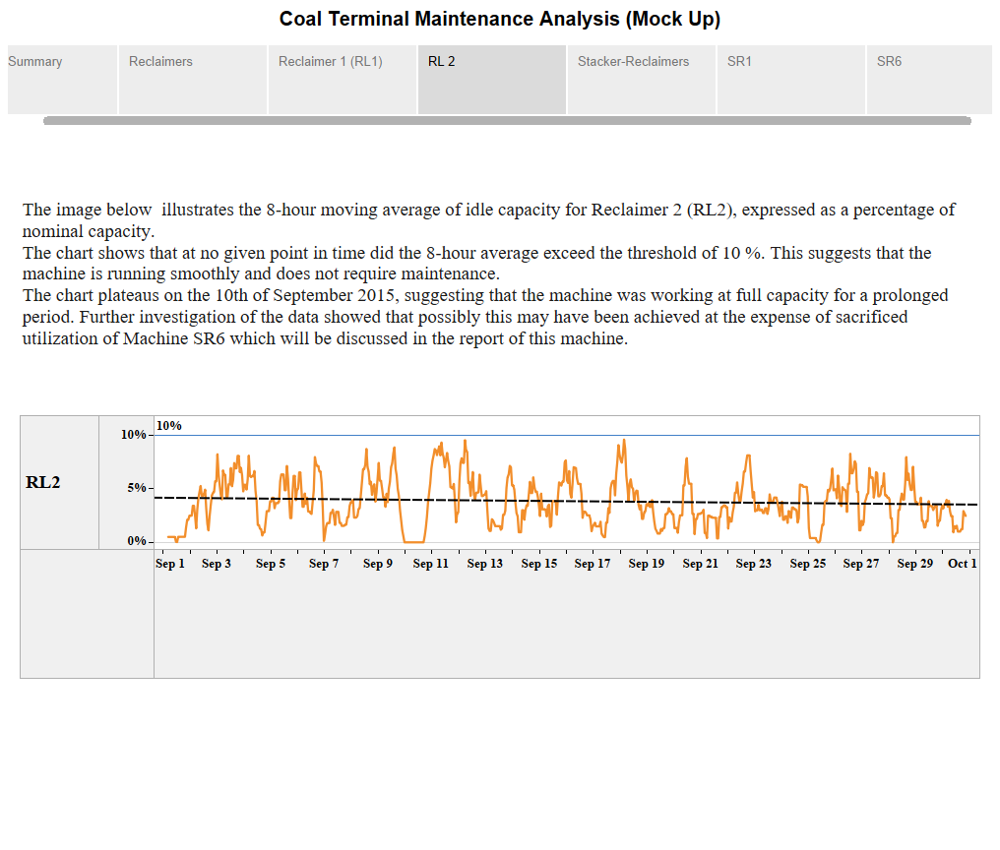 Coal Terminal Maintenance Analysis (Mock Up)
Summary
Reclaimers
Reclaimer 1 (RL1)
RL 2
Stacker-Reclaimers
SR1
SR6
The image below  illustrates the 8-hour moving average of idle capacity for Reclaimer 2 (RL2), expressed as a percentage of
nominal capacity.
The chart shows that at no given point in time did the 8-hour average exceed the threshold of 10 %. This suggests that the
machine is running smoothly and does not require maintenance.
The chart plateaus on the 10th of September 2015, suggesting that the machine was working at full capacity for a prolonged
period. Further investigation of the data showed that possibly this may have been achieved at the expense of sacrificed
utilization of Machine SR6 which will be discussed in the report of this machine.
10%
10%
RL2
5%
0%
Sep 1 Sep 3 Sep 5 Sep 7 Sep 9 Sep 11 Sep 13 Sep 15 Sep 17 Sep 19 Sep 21 Sep 23 Sep 25 Sep 27 Sep 29 Oct 1